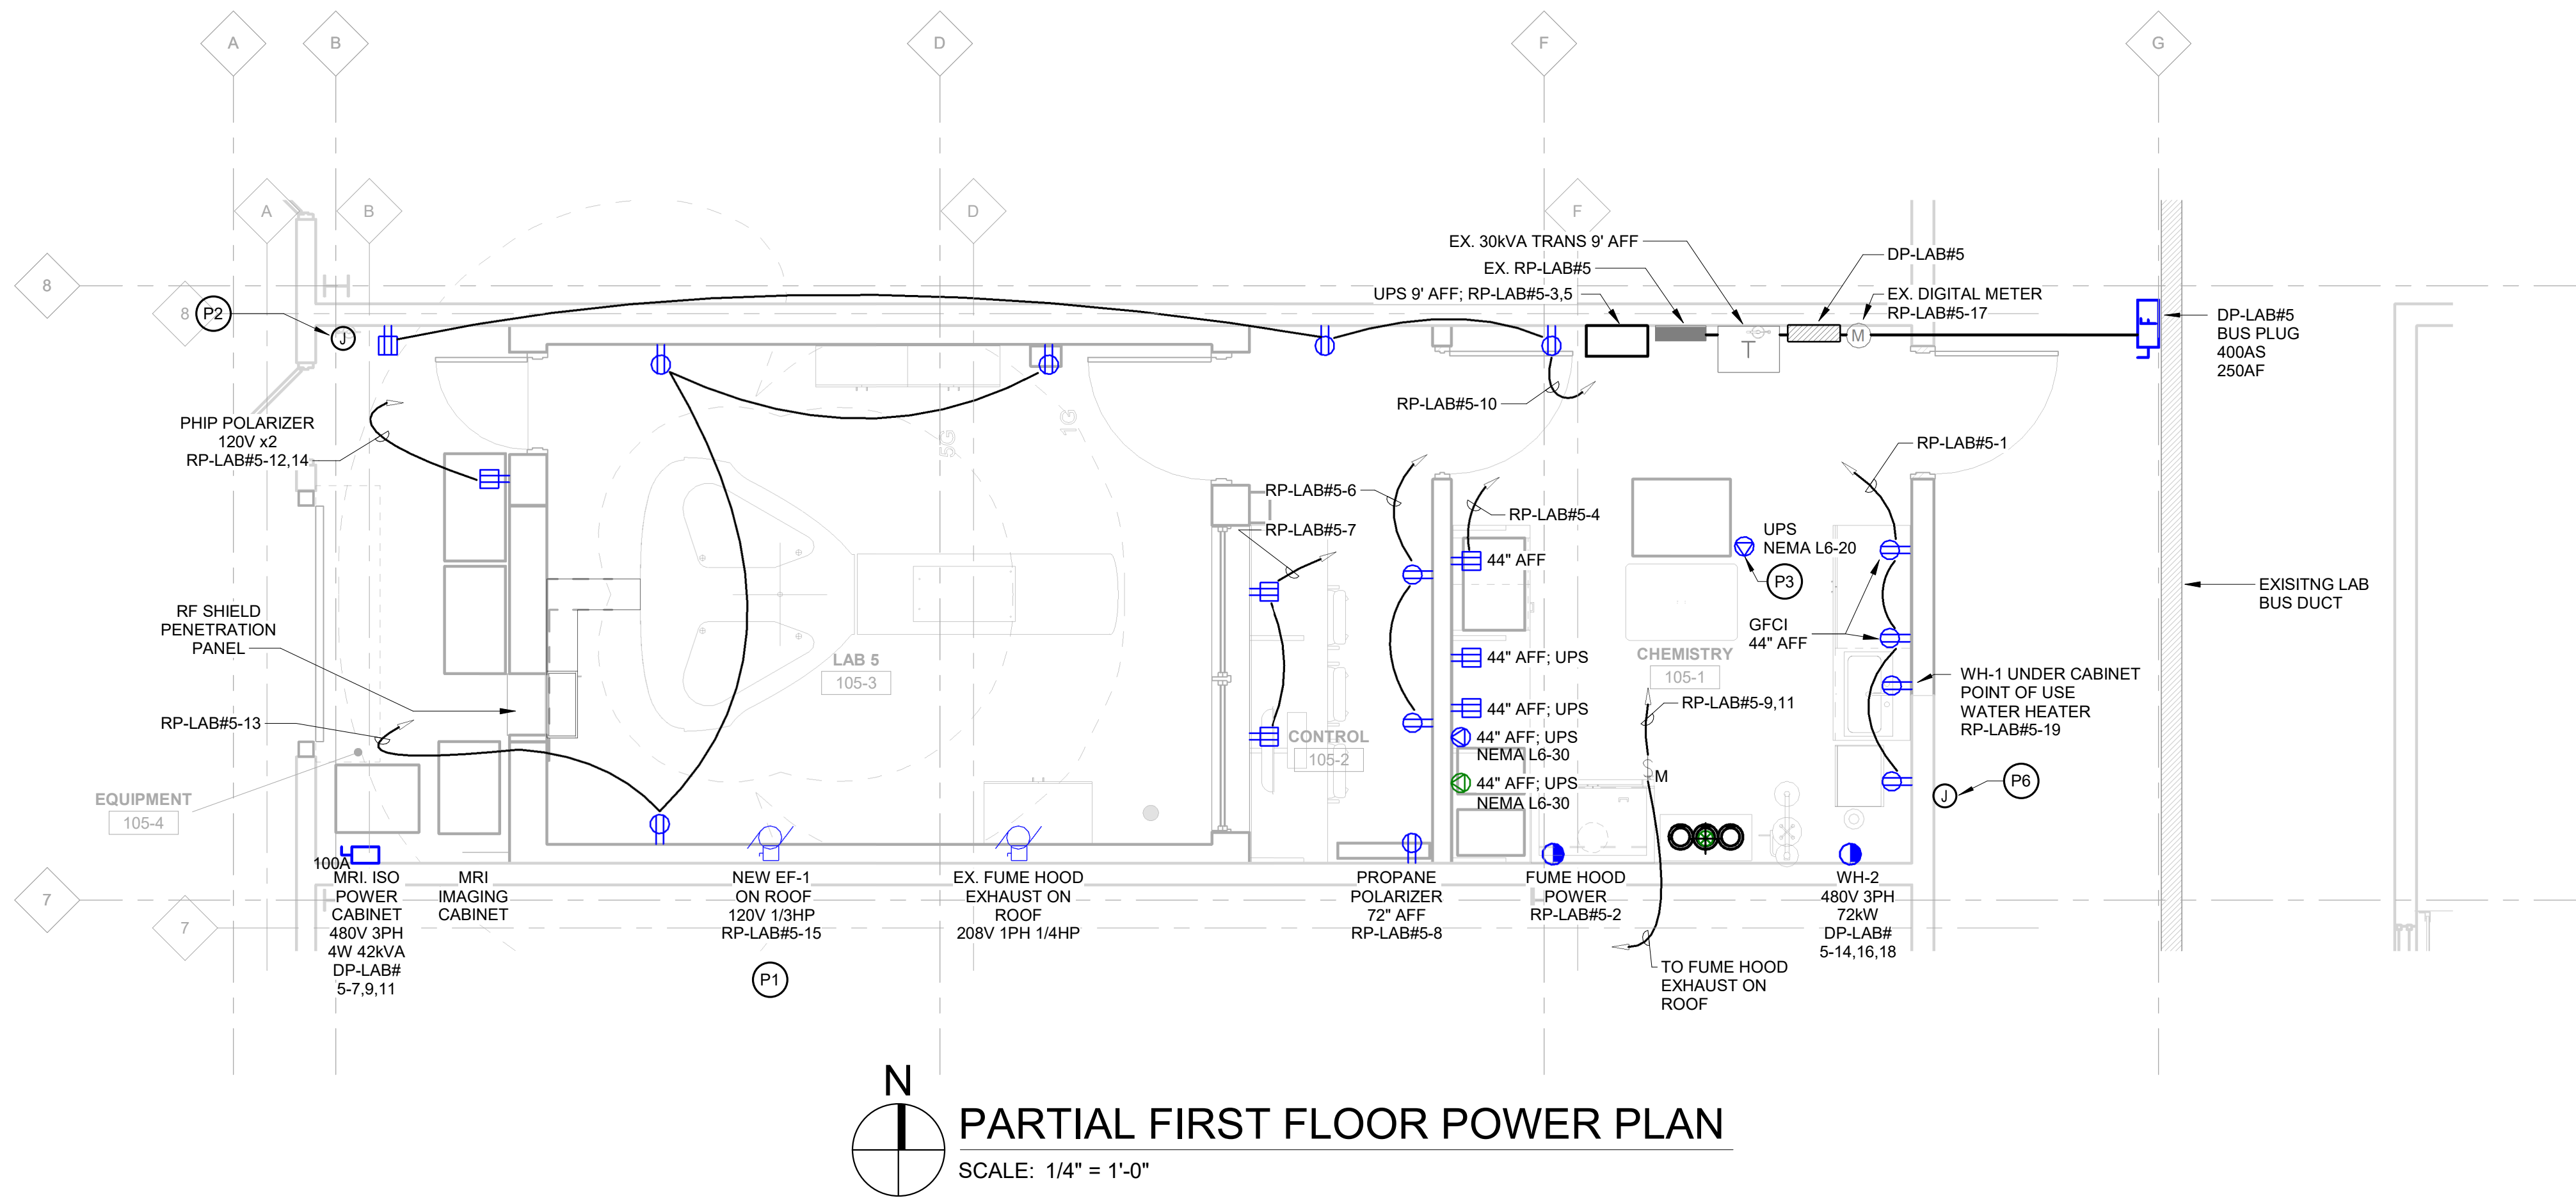 A
B
D
F
G
A
B
D
F
8
8
P2
J
EX. 30kVA TRANS 9' AFF
EX. RP-LAB#5
UPS 9' AFF; RP-LAB#5-3,5
DP-LAB#5
EX. DIGITAL METER
RP-LAB#5-17
T
M
F
DP-LAB#5
BUS PLUG
400AS
250AF
RP-LAB#5-10
PHIP POLARIZER
120V x2
RP-LAB#5-12,14
5G
1G
RP-LAB#5-1
RP-LAB#5-6
RP-LAB#5-7
RP-LAB#5-4
44" AFF
UPS
NEMA L6-20
P3
EXISITNG LAB
BUS DUCT
RF SHIELD
PENETRATION
PANEL
GFCI
44" AFF
LAB 5
105-3
44" AFF; UPS
CHEMISTRY
105-1
WH-1 UNDER CABINET
POINT OF USE
WATER HEATER
RP-LAB#5-19
RP-LAB#5-13
44" AFF; UPS
RP-LAB#5-9,11
CONTROL
105-2
44" AFF; UPS
NEMA L6-30
44" AFF; UPS
NEMA L6-30
S
M
J
P6
EQUIPMENT
105-4
100A
MRI. ISO
POWER
CABINET
480V 3PH
4W 42kVA
DP-LAB#
5-7,9,11
MRI
IMAGING
CABINET
NEW EF-1
ON ROOF
120V 1/3HP
RP-LAB#5-15
P1
EX. FUME HOOD
EXHAUST ON
ROOF
208V 1PH 1/4HP
PROPANE
POLARIZER
72" AFF
RP-LAB#5-8
FUME HOOD
POWER
RP-LAB#5-2
WH-2
480V 3PH
72kW
DP-LAB#
5-14,16,18
7
7
TO FUME HOOD
EXHAUST ON
ROOF
N
PARTIAL FIRST FLOOR POWER PLAN
SCALE: 1/4" = 1'-0"